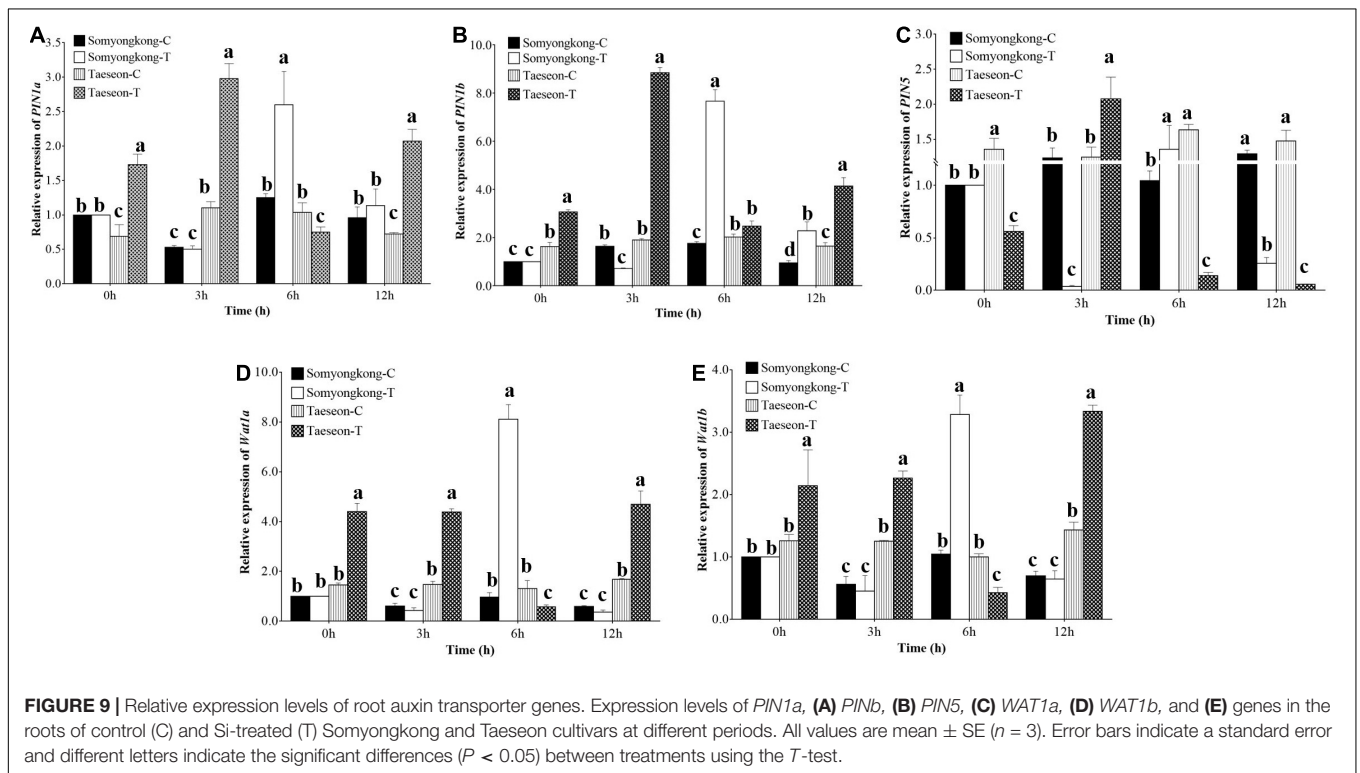 A
Somyongkong-C
Somyongkong-T
Taeseon-C
Taeseon-T
Relative expression of PIN1a
3.5
3.0
2.5
2.0
1.5
1.0
0.5
0.0
b b c a
c c b a
b a b c
b b c a
0h 3h 6h 12h
Time (h)
B
Somyongkong-C
Somyongkong-T
Taeseon-C
Taeseon-T
Relative expression of PIN1b
10.0
8.0
6.0
4.0
2.0
0.0
c c b a
b c b a
c a b b
d b c a
0h 3h 6h 12h
Time (h)
C
Somyongkong-C
Somyongkong-T
Taeseon-C
Taeseon-T
Relative expression of PIN5
3.0
2.5
2.0
1.5
1.0
0.5
0.0
b b a c
b c b a
b a a c
a b a c
0h 3h 6h 12h
Time (h)
D
Somyongkong-C
Somyongkong-T
Taeseon-C
Taeseon-T
Relative expression of Wat1a
10.0
8.0
6.0
4.0
2.0
0.0
b b b a
c c b a
b a b c
c c b a
0h 3h 6h 12h
Time (h)
E
Somyongkong-C
Somyongkong-T
Taeseon-C
Taeseon-T
Relative expression of Wat1b
4.0
3.0
2.0
1.0
0.0
b b b a
c c b a
b a b c
c c b a
0h 3h 6h 12h
Time (h)
FIGURE 9 | Relative expression levels of root auxin transporter genes. Expression levels of PIN1a, (A) PINb, (B) PIN5, (C) WAT1a, (D) WAT1b, and (E) genes in the
roots of control (C) and Si-treated (T) Somyongkong and Taeseon cultivars at different periods. All values are mean ± SE (n = 3). Error bars indicate a standard error
and different letters indicate the significant differences (P < 0.05) between treatments using the T-test.